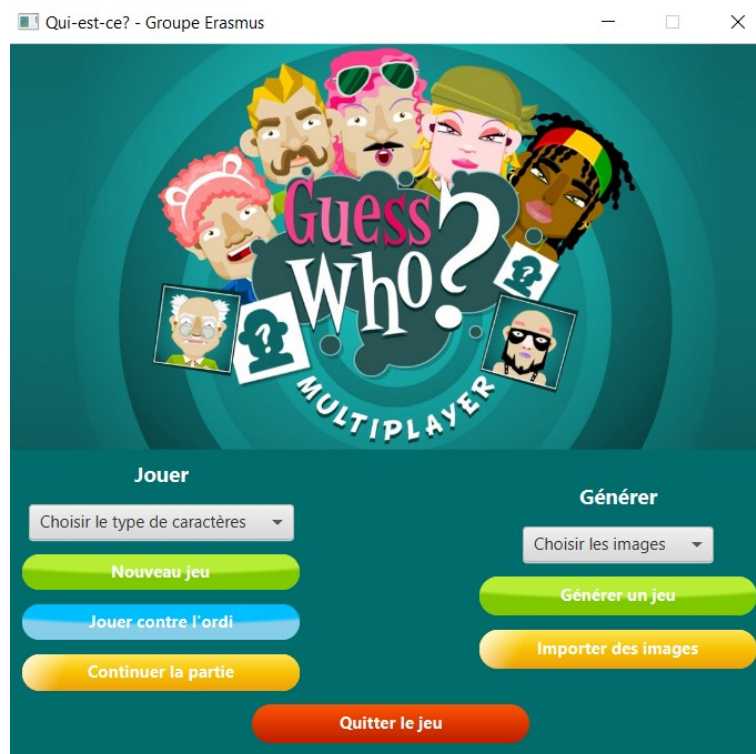 Qui-est-ce? - Groupe Erasmus
Guess
Who?
MULTIPLAYER
Jouer
Choisir le type de caractères
Nouveau jeu
Jouer contre l'ordi
Continuer la partie
Générer
Choisir les images
Générer un jeu
Importer des images
Quitter le jeu